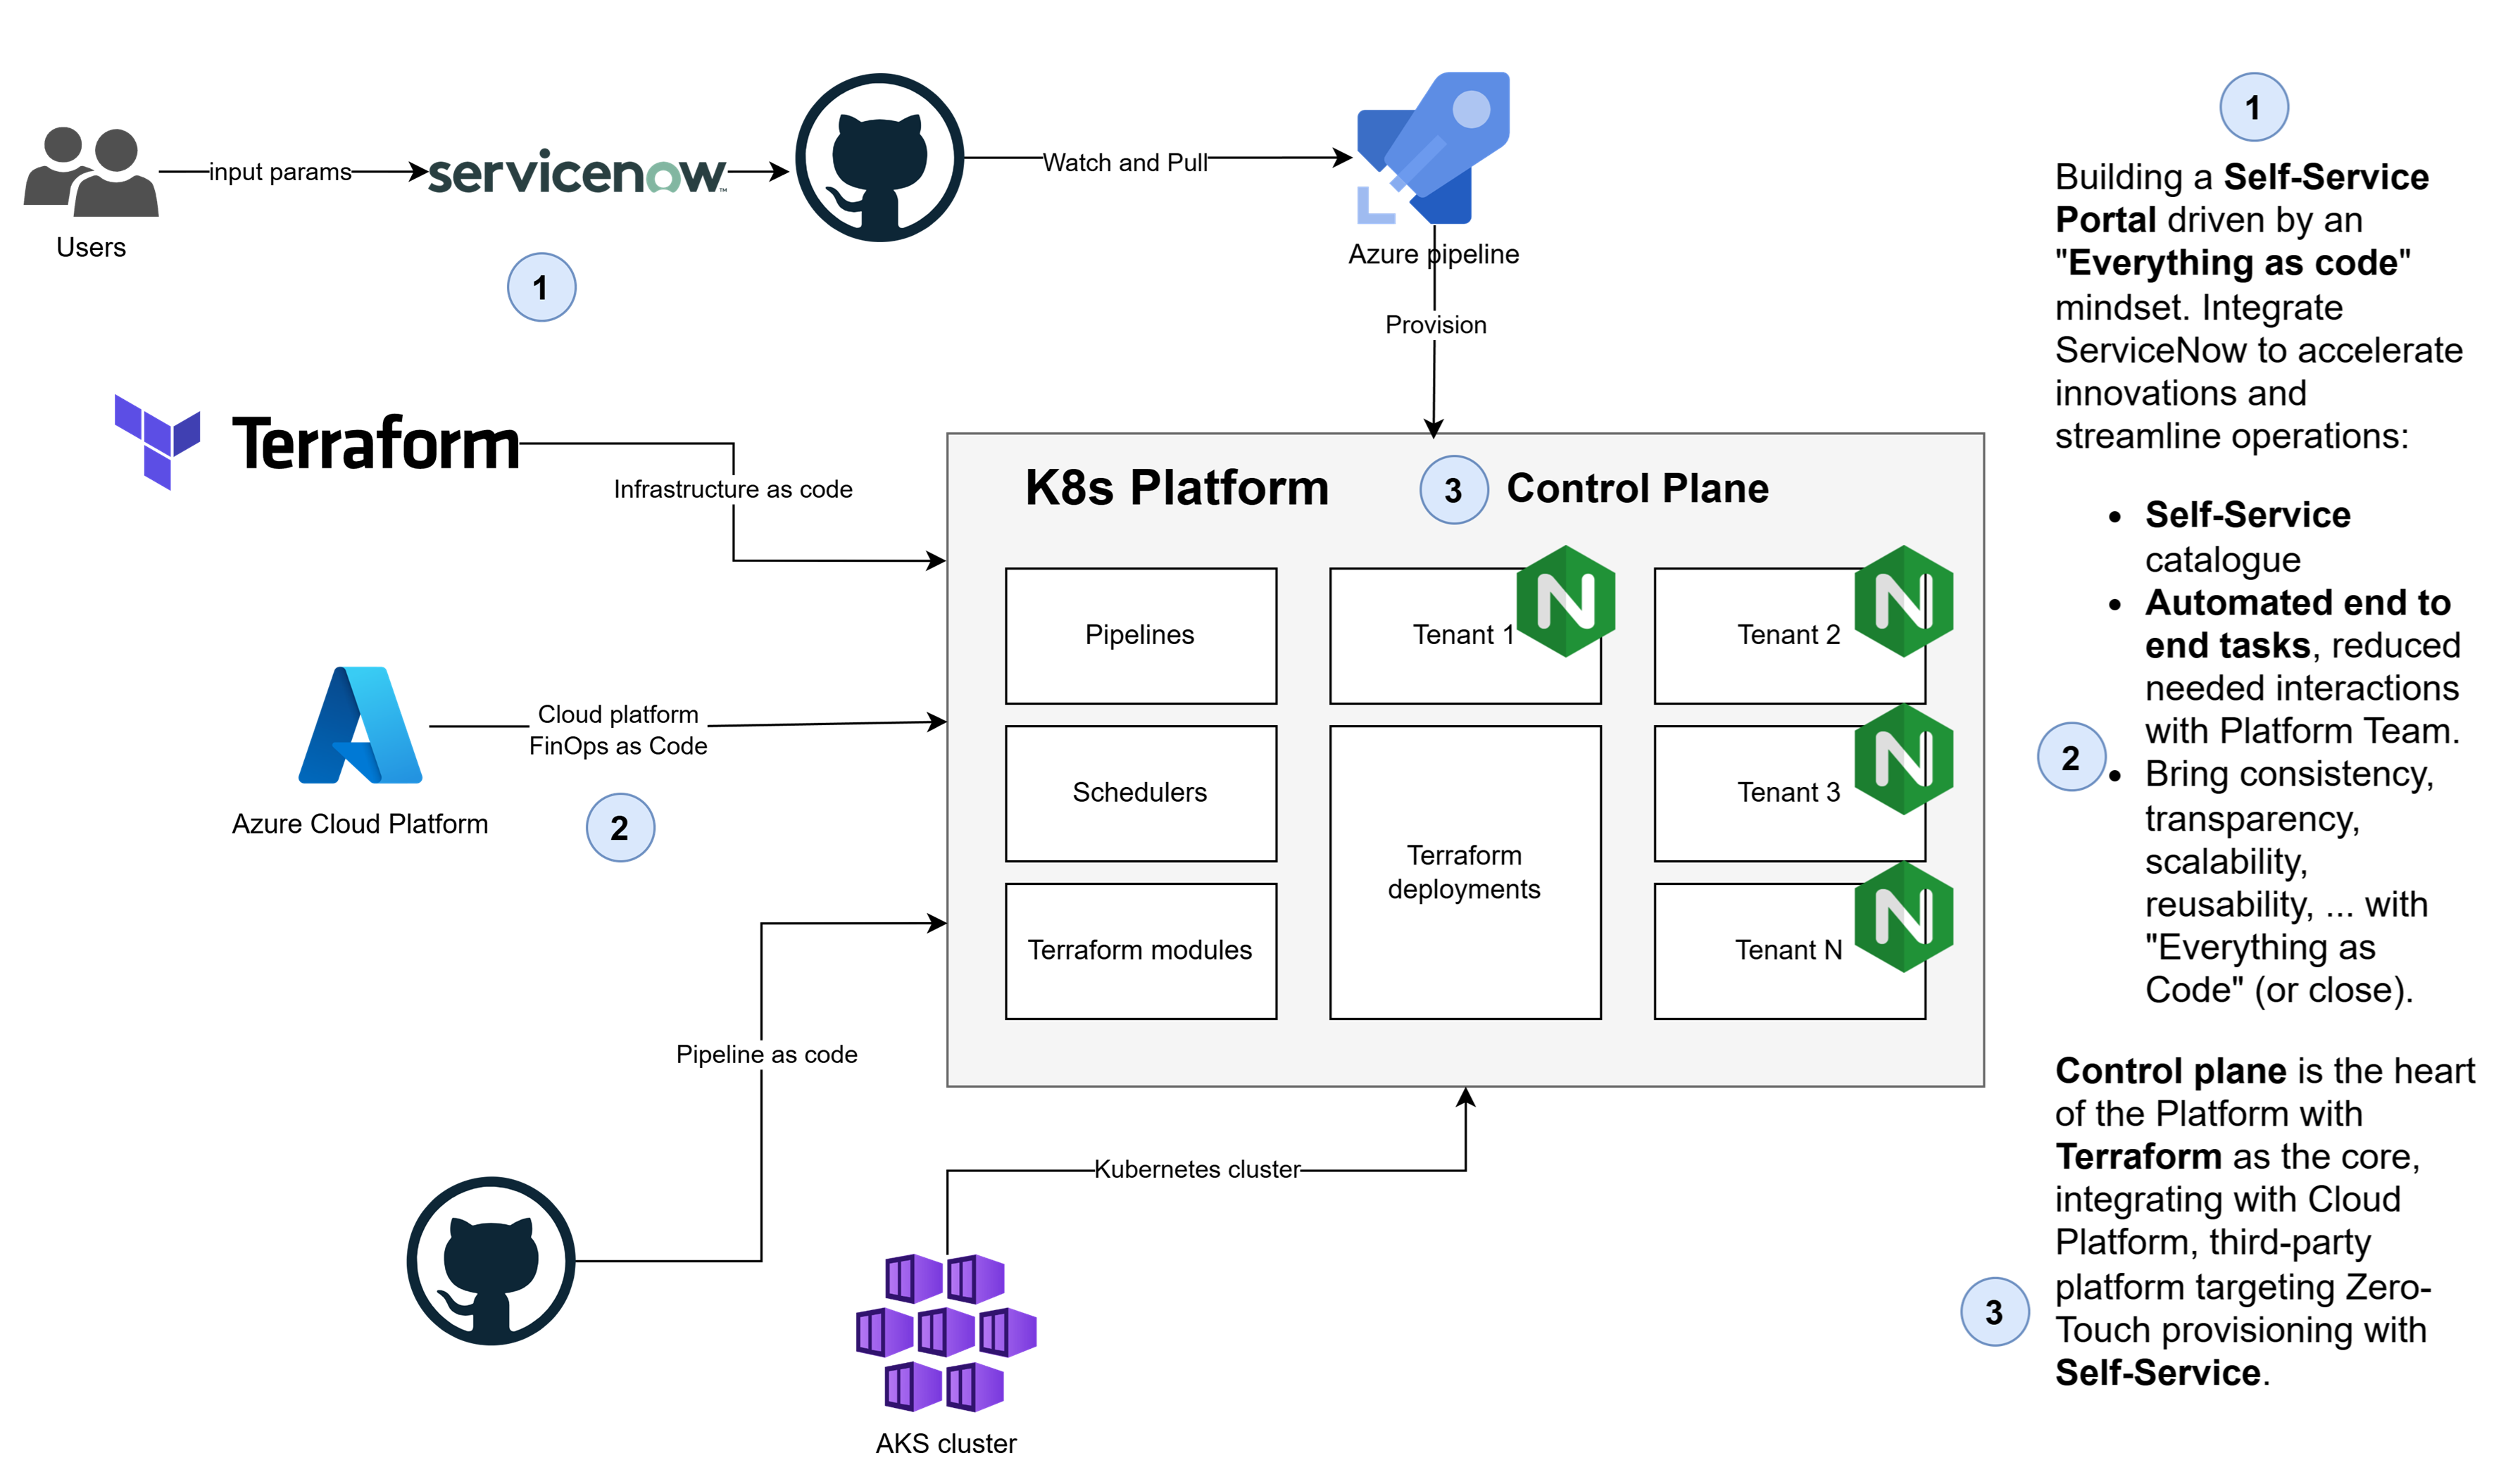 input params
servicenow™
Users
1
Watch and Pull
Azure pipeline
Provision
Terraform
Infrastructure as code
Cloud platform
FinOps as Code
Azure Cloud Platform
2
Pipeline as code
K8s Platform
3
Control Plane
Pipelines
Tenant 1
N
Tenant 2
N
Schedulers
Terraform
deployments
Tenant 3
N
Terraform modules
Tenant N
N
Kubernetes cluster
AKS cluster
1
Building a Self-Service
Portal driven by an
"Everything as code"
mindset. Integrate
ServiceNow to accelerate
innovations and
streamline operations:
• Self-Service
catalogue
• Automated end to
end tasks, reduced
needed interactions
with Platform Team.
2
• Bring consistency,
transparency,
scalability,
reusability, ... with
"Everything as
Code" (or close).
Control plane is the heart
of the Platform with
Terraform as the core,
integrating with Cloud
Platform, third-party
platform targeting Zero-
3
Touch provisioning with
Self-Service.